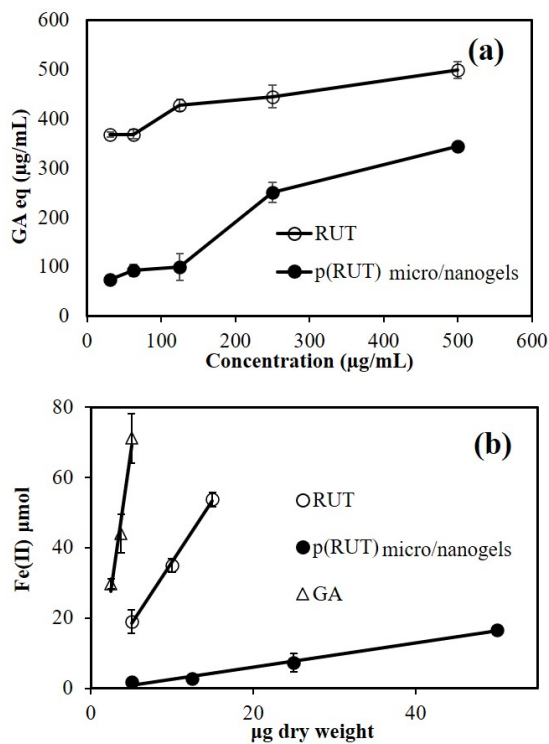 600
(a)
500
400
300
200
100
0
GA eq (μg/mL)
RUT
p(RUT) micro/nanogels
0 100 200 300 400 500 600
Concentration (μg/mL)
80
(b)
60
40
20
0
Fe(II) μmol
RUT
p(RUT) micro/nanogels
GA
0 20 40
μg dry weight